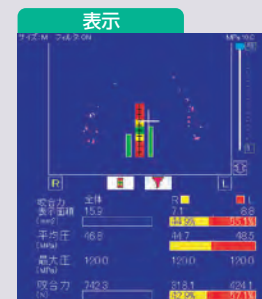 表示
サイズ: M フィルタ: ON MPa 160
R L
咬合力 全体 R L
表示面積 15.9 7.1 8.8
[mm²] 44.9% 55.1%
平均圧 46.8 44.7 48.5
[MPa]
最大圧 120.0 120.0 120.0
[MPa]
咬合力 742.3 318.1 424.1
[N] 42.9% 57.1%